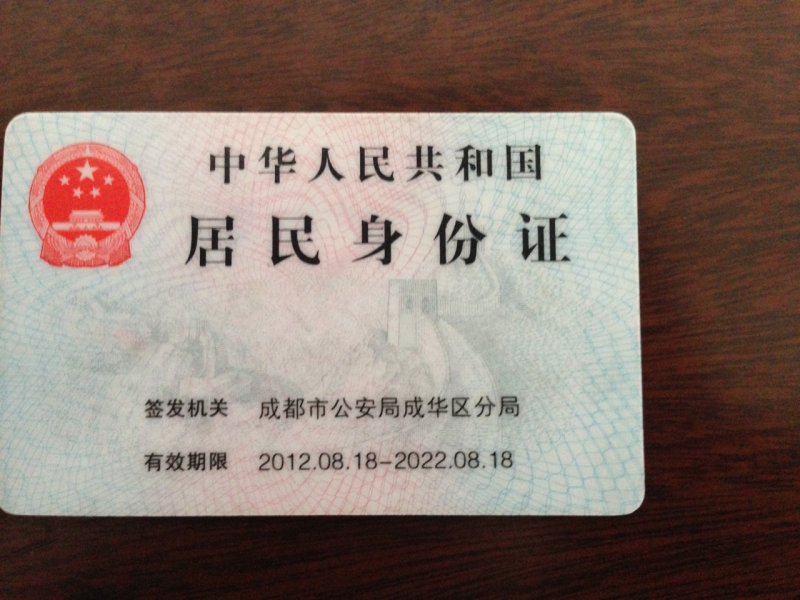 中华人民共和国
居民身份证
签发机关 成都市公安局成华区分局
有效期限 2012.08.18-2022.08.18